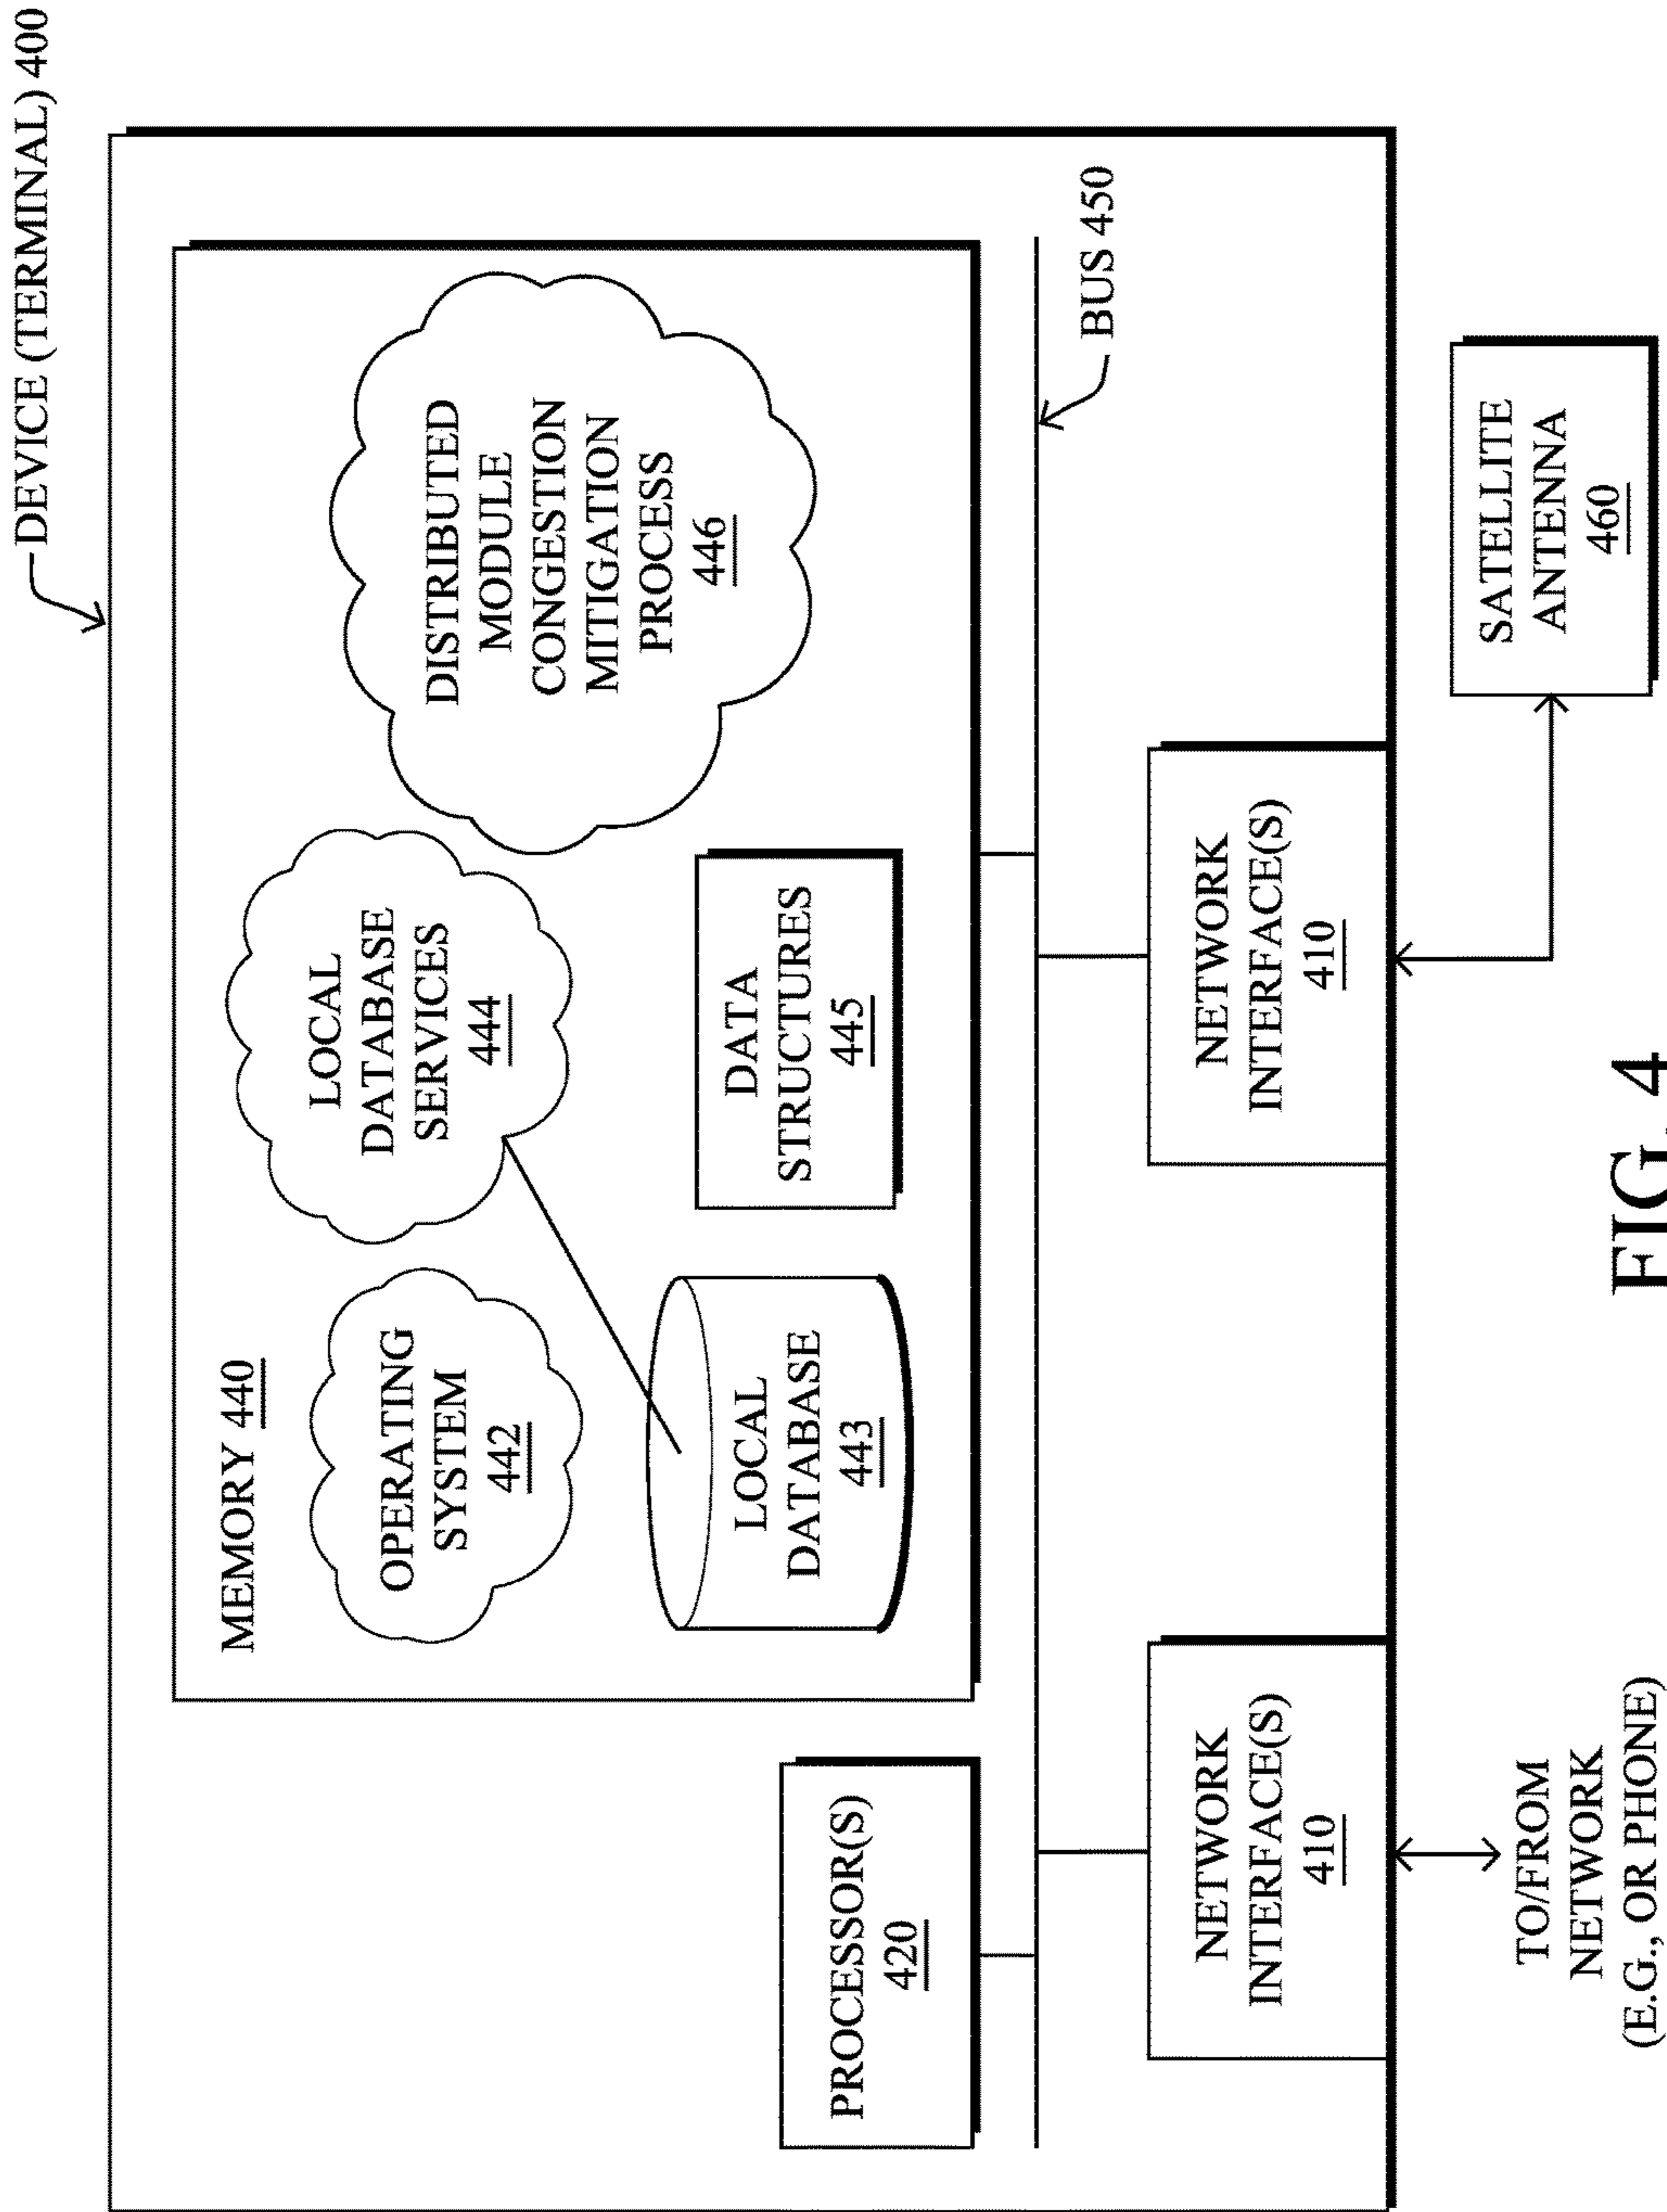 DEVICE (TERMINAL) 400
MEMORY 440
OPERATING
SYSTEM
442
LOCAL
DATABASE
SERVICES
444
DISTRIBUTED
MODULE
CONGESTION
MITIGATION
PROCESS
446
LOCAL
DATABASE
443
DATA
STRUCTURES
445
PROCESSOR(S)
420
BUS 450
NETWORK
INTERFACE(S)
410
NETWORK
INTERFACE(S)
410
TO/FROM
NETWORK
(E.G., OR PHONE)
SATELLITE
ANTENNA
460
FIG. 4